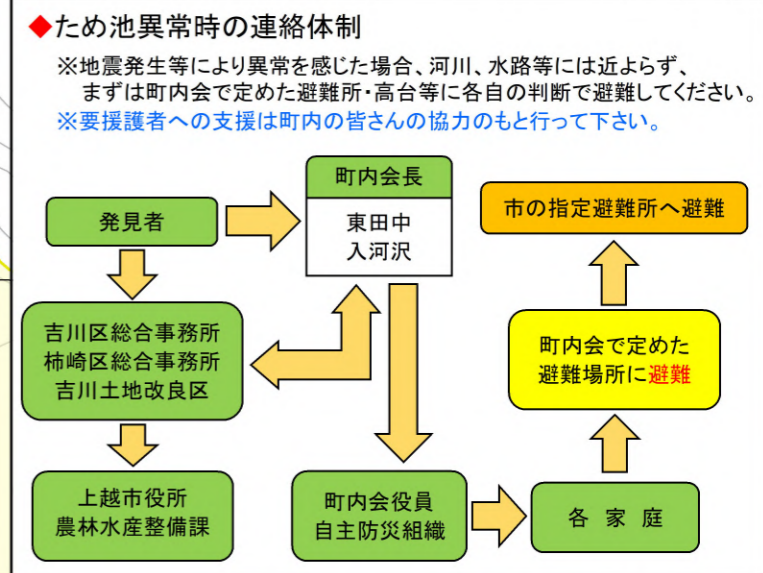 ◆ため池異常時の連絡体制
※地震発生等により異常を感じた場合、河川、水路等には近よらず、
まずは町内会で定めた避難所・高台等に各自の判断で避難してください。
※要援護者への支援は町内の皆さんの協力のもと行って下さい。
発見者
町内会長
東田中
入河沢
市の指定避難所へ避難
吉川区総合事務所
柿崎区総合事務所
吉川土地改良区
町内会で定めた
避難場所に避難
上越市役所
農林水産整備課
町内会役員
自主防災組織
各 家 庭